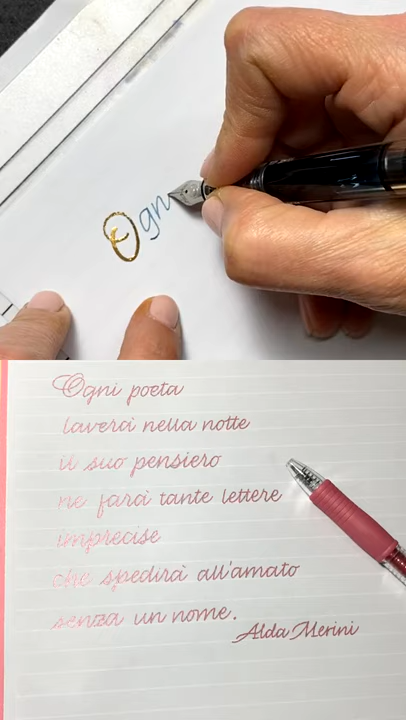 Ogn
Ogni poeta
laverà nella notte
il suo pensiero
ne farà tante lettere
imprecise
che spedirà all'amato
senza un nome.
Alda Merini